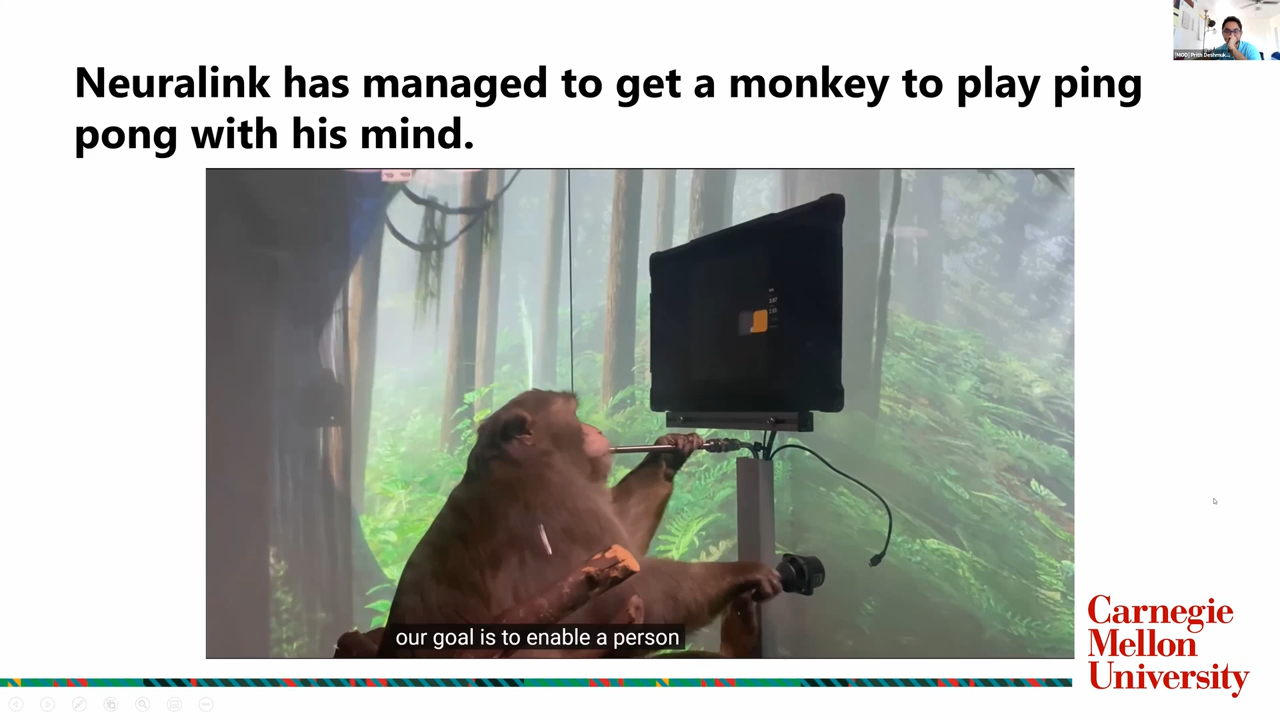 Neuralink has managed to get a monkey to play ping
pong with his mind.
our goal is to enable a person
Carnegie
Mellon
University